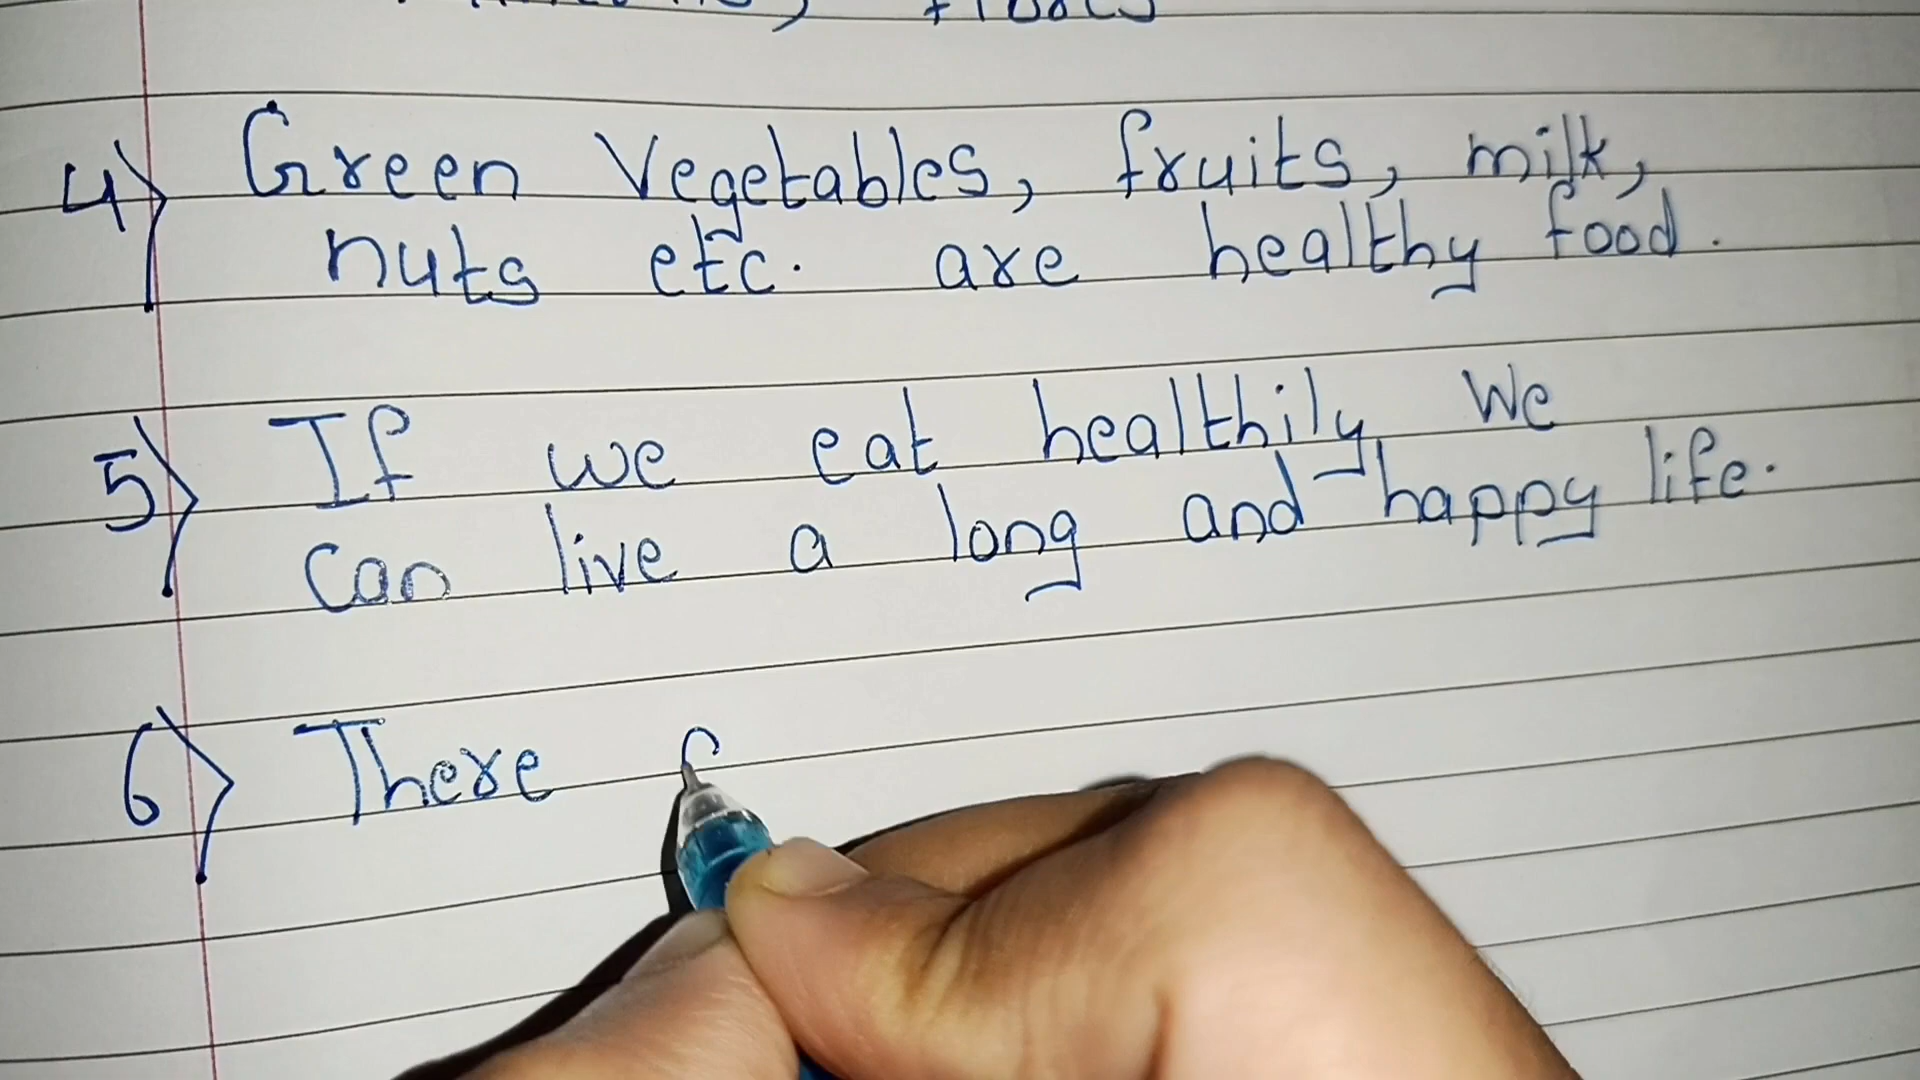 4) Green Vegetables, fruits, milk,
nuts etc. are healthy food.
5) If we eat healthily, We
can live a long and happy life.
6) There